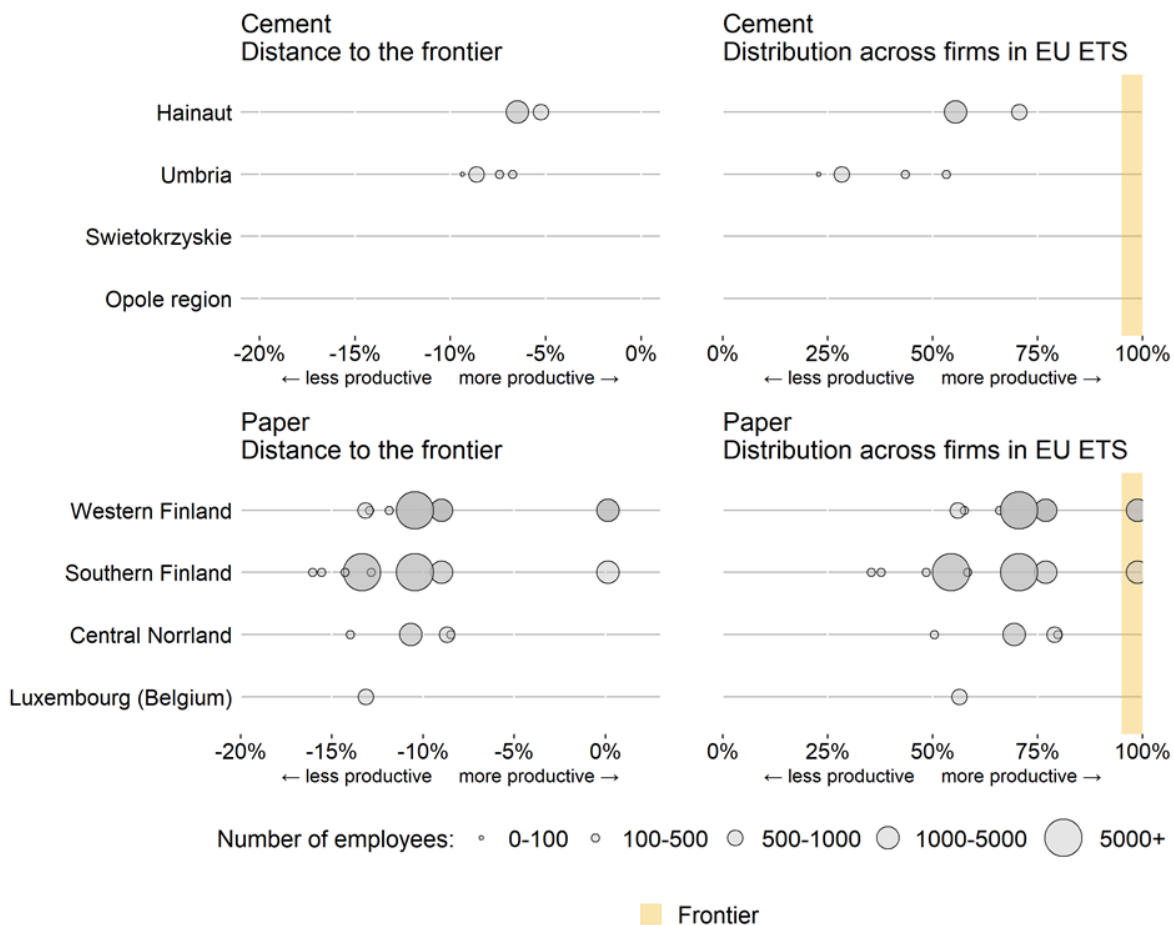 Cement
Distance to the frontier
Cement
Distribution across firms in EU ETS
Hainaut
Umbria
Swietokrzyskie
Opole region
-20% -15% -10% -5% 0%
← less productive more productive →
0% 25% 50% 75% 100%
← less productive more productive →
Paper
Distance to the frontier
Paper
Distribution across firms in EU ETS
Western Finland
Southern Finland
Central Norrland
Luxembourg (Belgium)
-20% -15% -10% -5% 0%
← less productive more productive →
0% 25% 50% 75% 100%
← less productive more productive →
Number of employees: 0-100 100-500 500-1000 1000-5000 5000+
Frontier